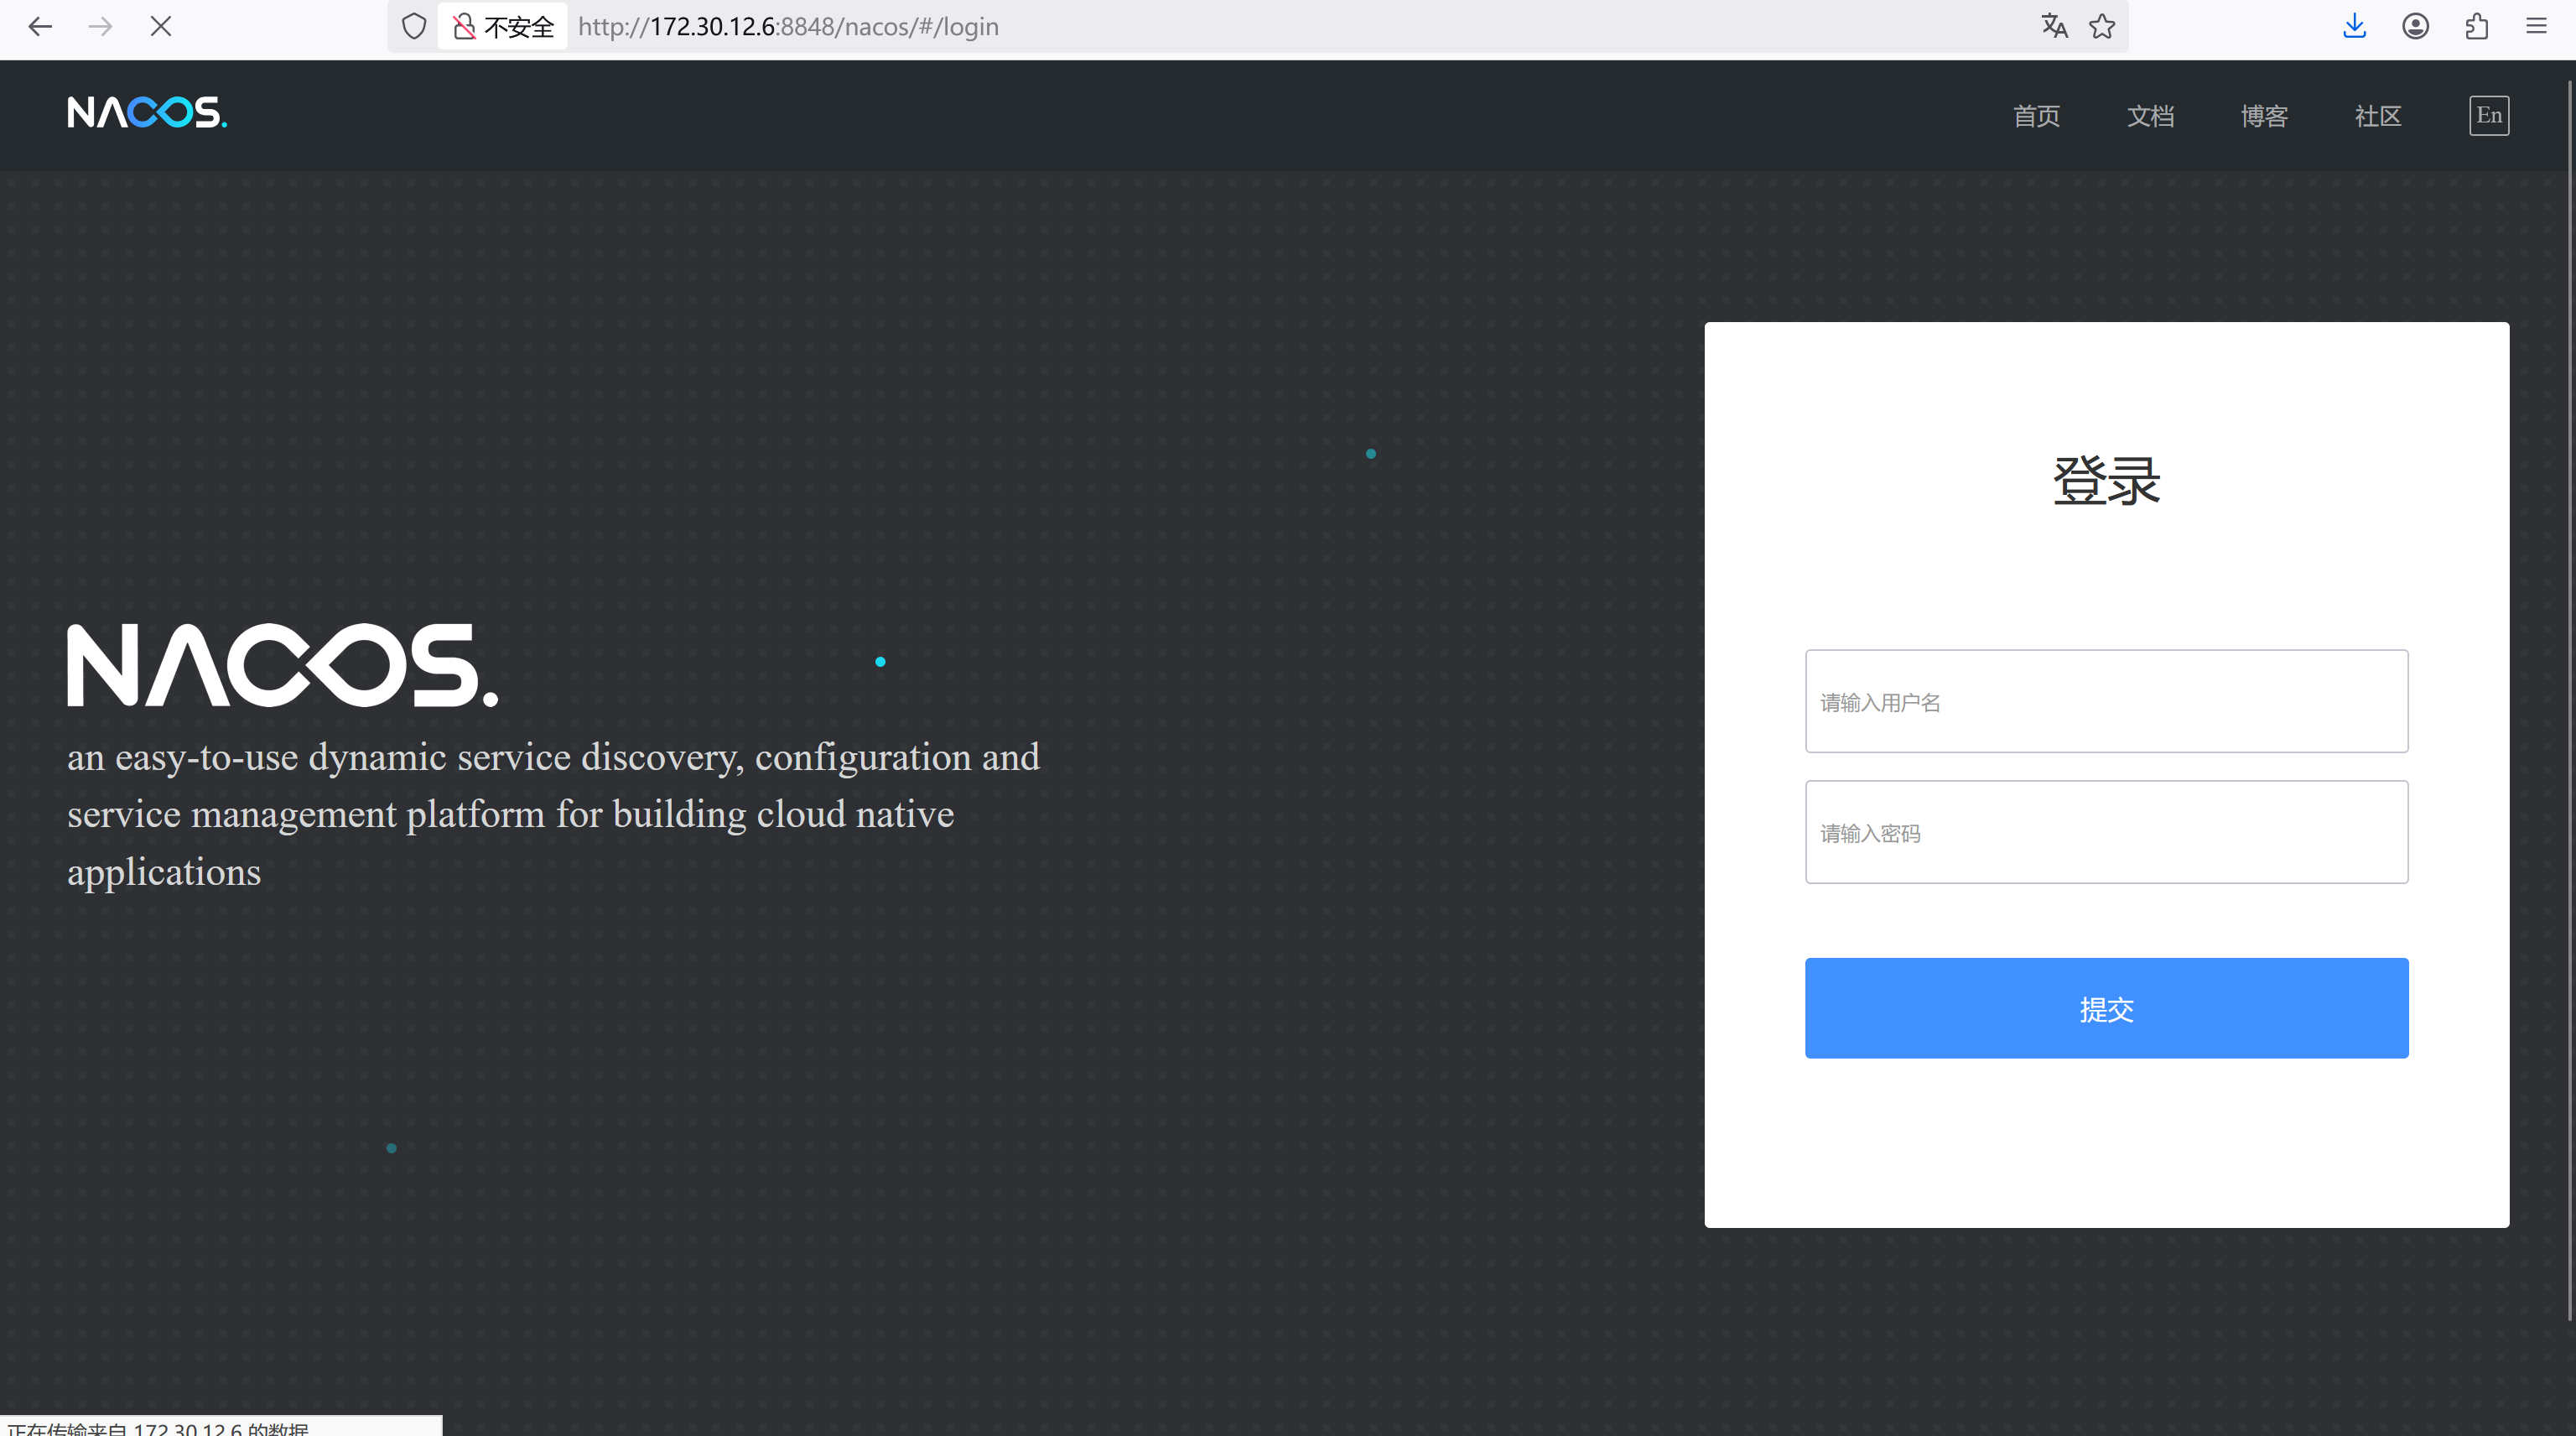 不安全 http://172.30.12.6:8848/nacos/#/login
NACOS. 首页 文档 博客 社区 En
登录
请输入用户名
请输入密码
提交
NACOS.
an easy-to-use dynamic service discovery, configuration and
service management platform for building cloud native
applications
正在传输来自 172.30.12.6 的数据